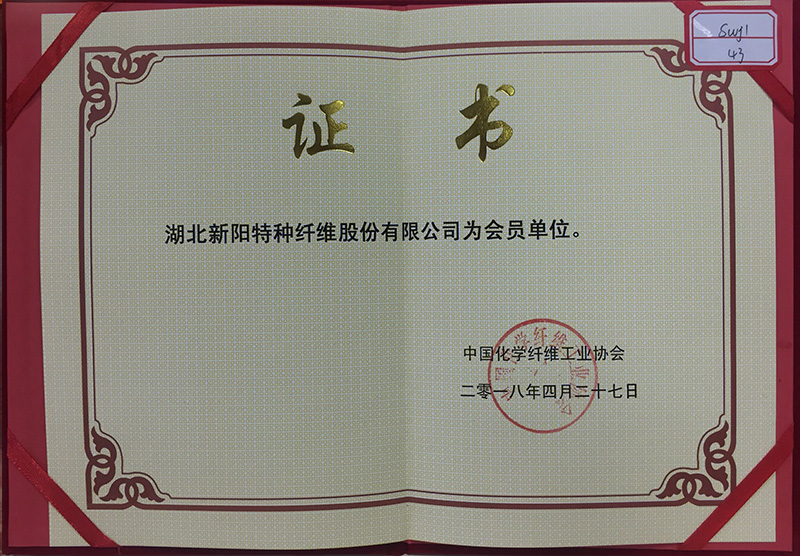 证书
湖北新阳特种纤维股份有限公司为会员单位。
中国化学纤维工业协会
二零一八年四月二十七日
43